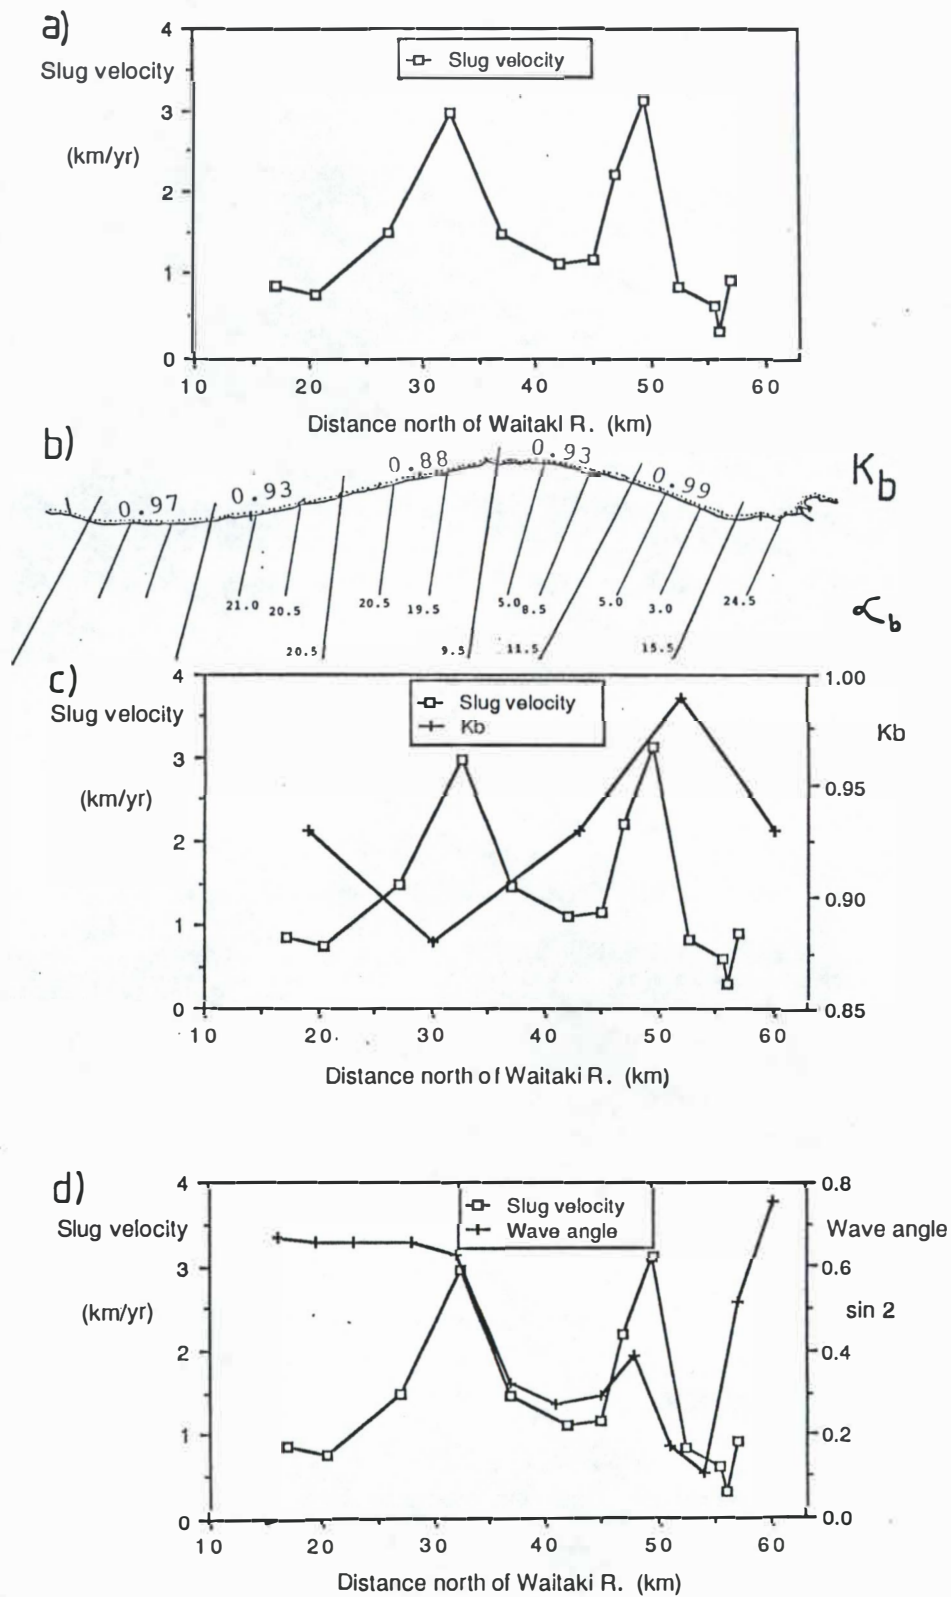 a)
4
Slug velocity
Slug velocity
3
(km/yr)
2
1
0
10 20 30 40 50 60
Distance north of Waitaki R. (km)
b)
0.97 0.93 0.88 0.93 0.99
Kb
21.0 20.5 20.5 19.5 5.0 8.5 5.0 3.0 24.5
20.5 9.5 11.5 15.5
αb
c)
4 1.00
Slug velocity
Slug velocity
Kb
Kb
3
0.95
(km/yr)
2
0.90
1
0 0.85
10 20 30 40 50 60
Distance north of Waitaki R. (km)
d)
4 0.8
Slug velocity
Slug velocity
Wave angle
Wave angle
3 0.6
(km/yr)
sin 2
2 0.4
1 0.2
0 0.0
10 20 30 40 50 60
Distance north of Waitaki R. (km)